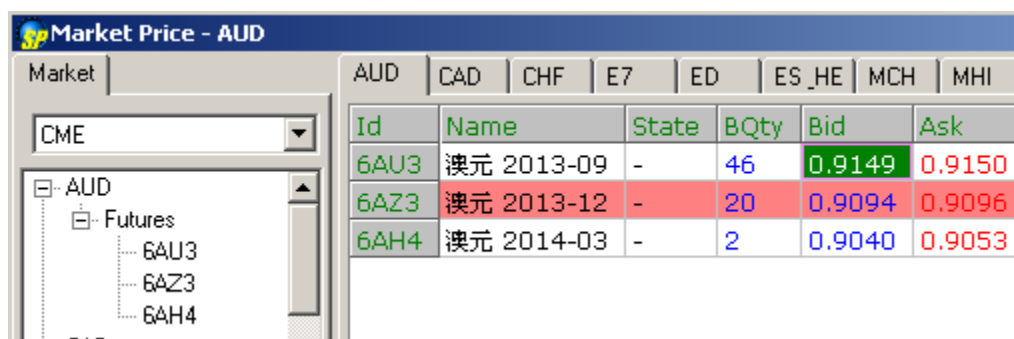 SP Market Price - AUD
Market
AUD CAD CHF E7 ED ES_HE MCH MHI
CME
Id Name State BQty Bid Ask
6AU3 澳元 2013-09 - 46 0.9149 0.9150
6AZ3 澳元 2013-12 - 20 0.9094 0.9096
6AH4 澳元 2014-03 - 2 0.9040 0.9053
AUD
Futures
6AU3
6AZ3
6AH4